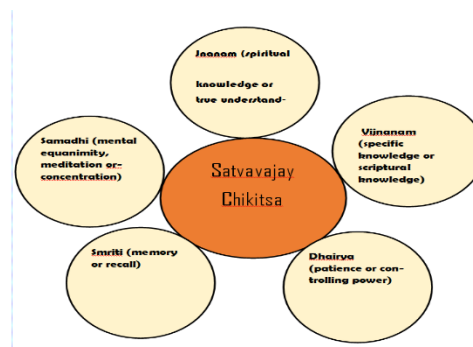 Jnanam (spiritual
knowledge or
true understand-
Samadhi (mental
equanimity,
meditation or-
concentration)
Vijnanam
(specific
knowledge or
scriptural
knowledge)
Satvavajay
Chikitsa
Smriti (memory
or recall)
Dhairya
(patience or con-
trolling power)